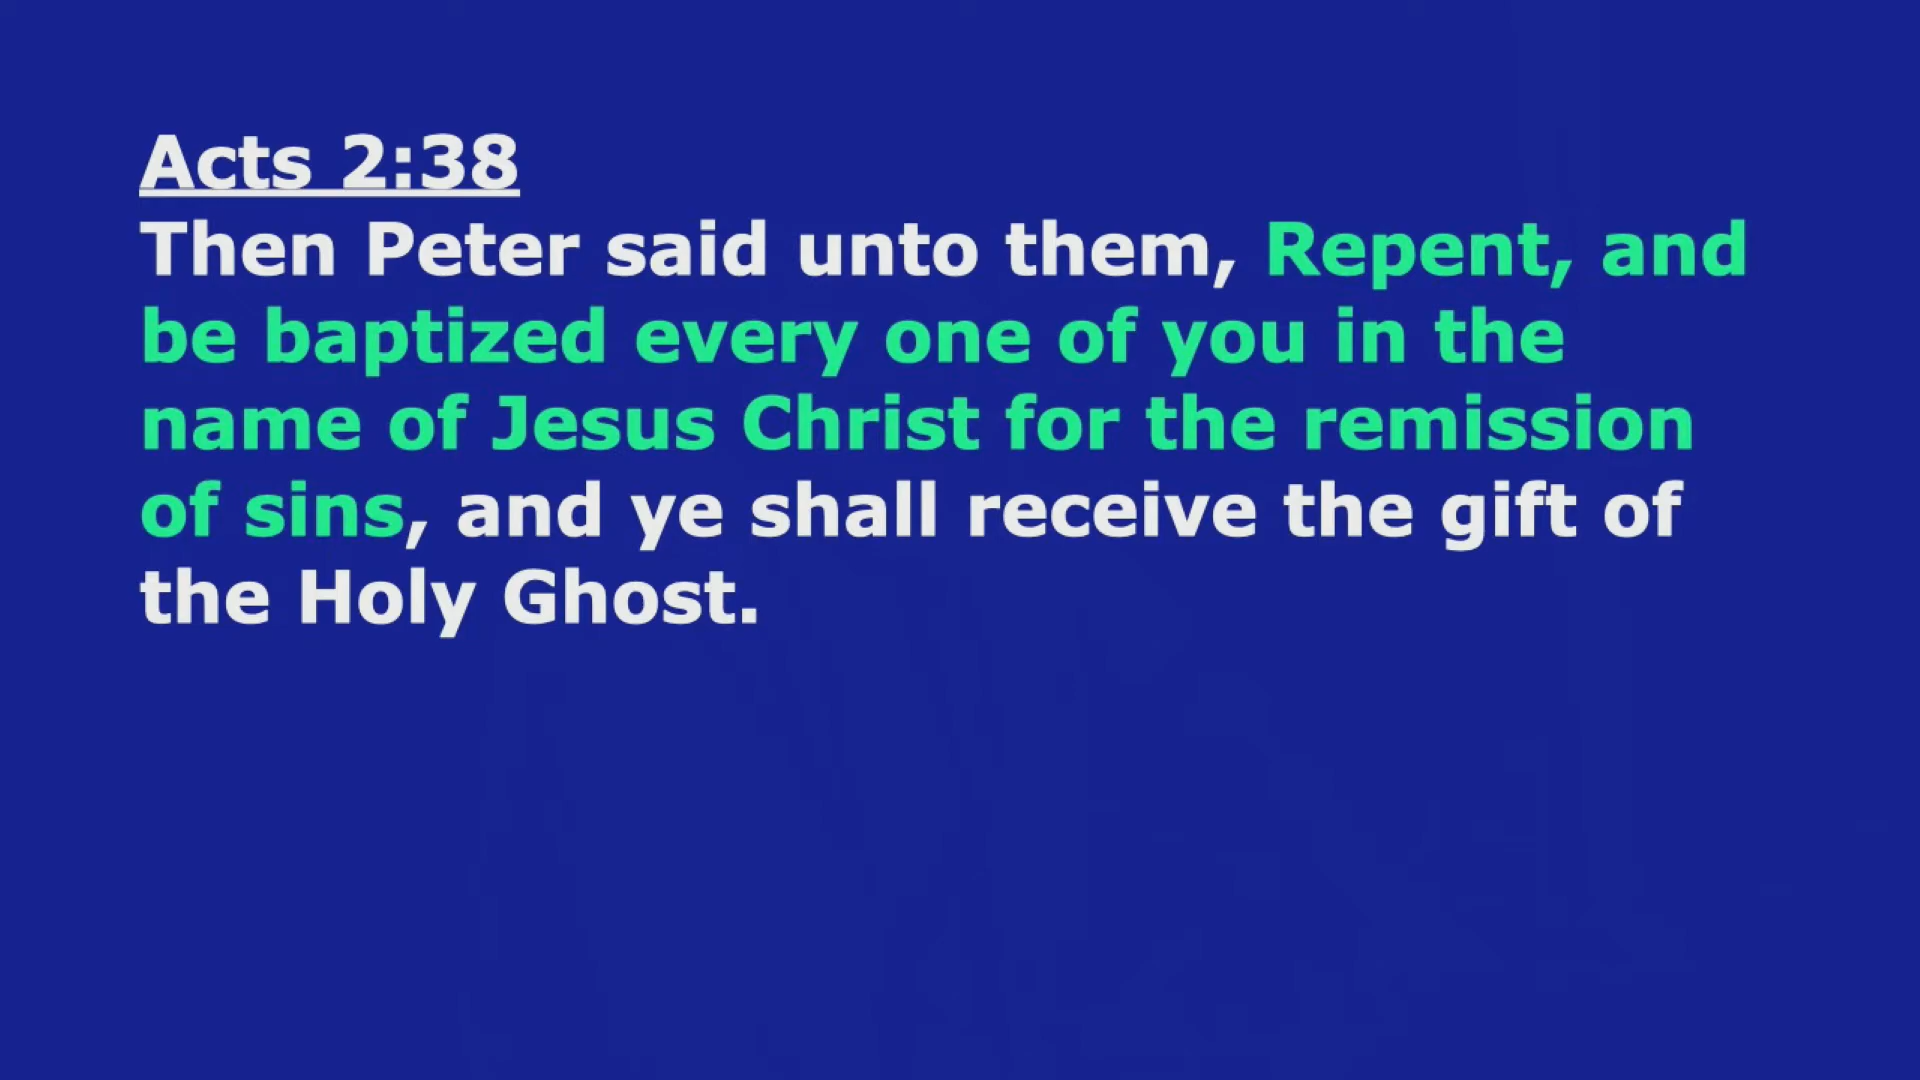 Acts 2:38
Then Peter said unto them, Repent, and
be baptized every one of you in the
name of Jesus Christ for the remission
of sins, and ye shall receive the gift of
the Holy Ghost.